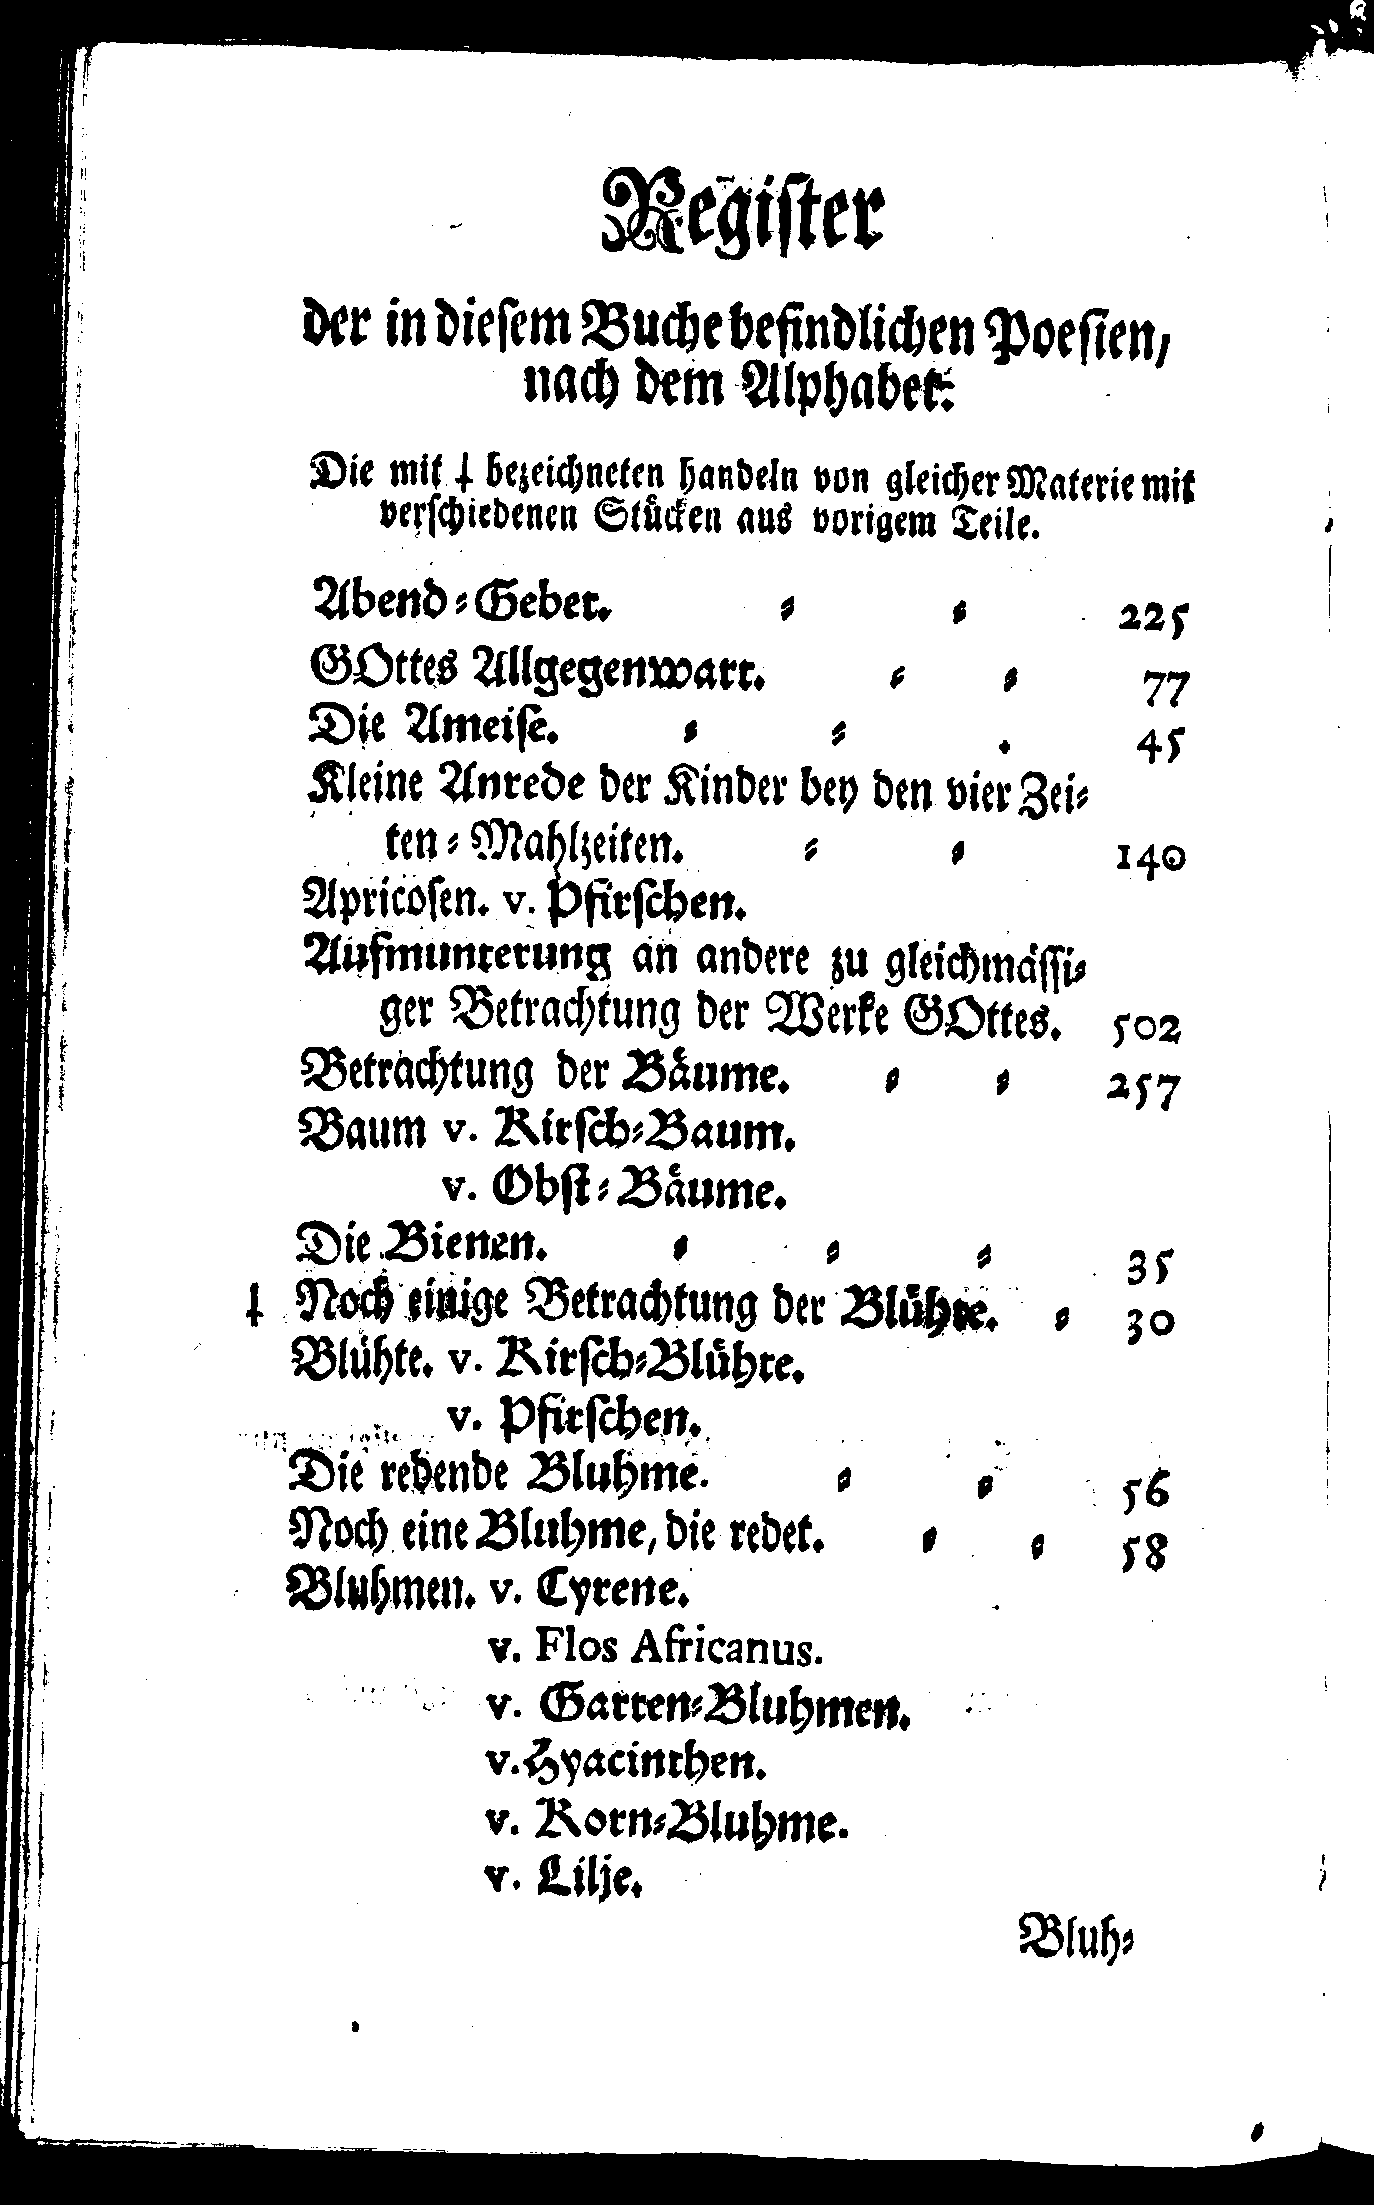 Register
der in diesem Buche befindlichen Poesien,
nach dem Alphabet.
Die mit † bezeichneten handeln von gleicher Materie mit
verschiedenen Stücken aus vorigem Teile.
Abend-Gebet. - - 225
GOttes Allgegenwart. - - 77
Die Ameise. - - - 45
Kleine Anrede der Kinder bey den vier Zei-
ten-Mahlzeiten. - - 140
Apricosen. v. Pfirschen.
Aufmunterung an andere zu gleichmässi-
ger Betrachtung der Werke GOttes. 502
Betrachtung der Bäume. - - 257
Baum v. Kirsch-Baum.
v. Obst-Bäume.
Die Bienen. - - - 35
† Noch einige Betrachtung der Blühte. - 30
Blühte. v. Kirsch-Blühte.
v. Pfirschen.
Die redende Bluhme. - - 56
Noch eine Bluhme, die redet. - - 58
Bluhmen. v. Cyrene.
v. Flos Africanus.
v. Garten-Bluhmen.
v. Hyacinthen.
v. Korn-Bluhme.
v. Lilje.
Bluh-